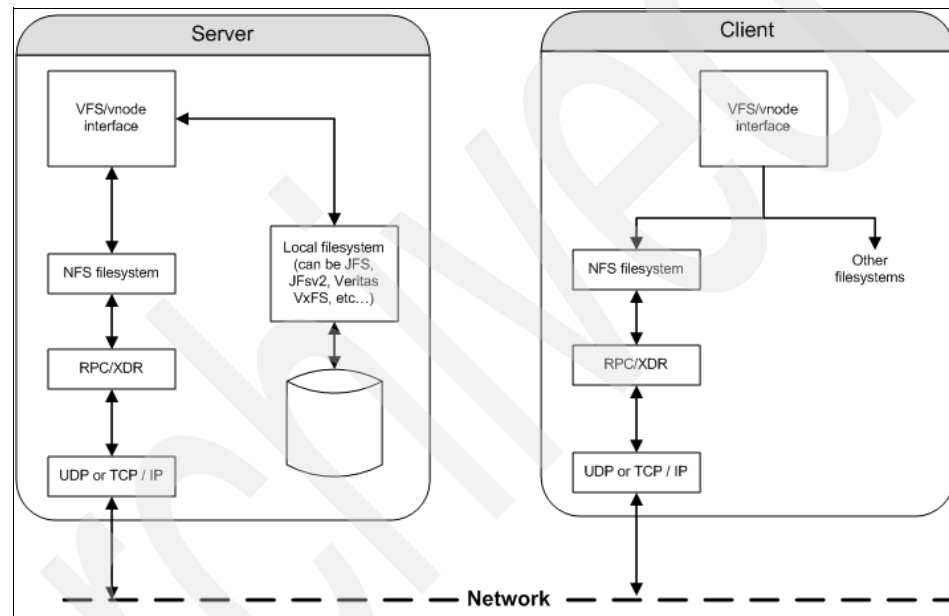 Server
VFS/vnode
interface
NFS filesystem
RPC/XDR
UDP or TCP / IP
Local filesystem
(can be JFS,
JFsv2, Veritas
VxFS, etc...)
Client
VFS/vnode
interface
NFS filesystem
Other
filesystems
RPC/XDR
UDP or TCP / IP
Network